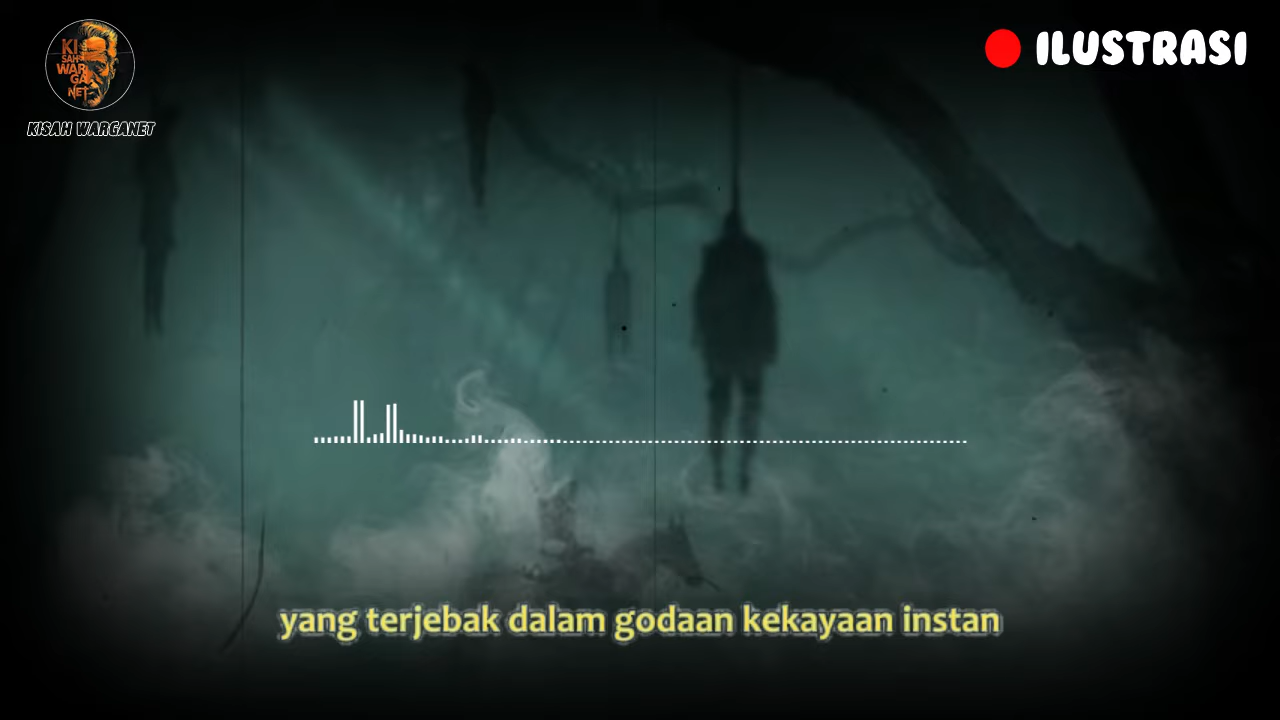 KI
SAH
WAR
GA
NET
KISAH WARGANET
ILUSTRASI
yang terjebak dalam godaan kekayaan instan